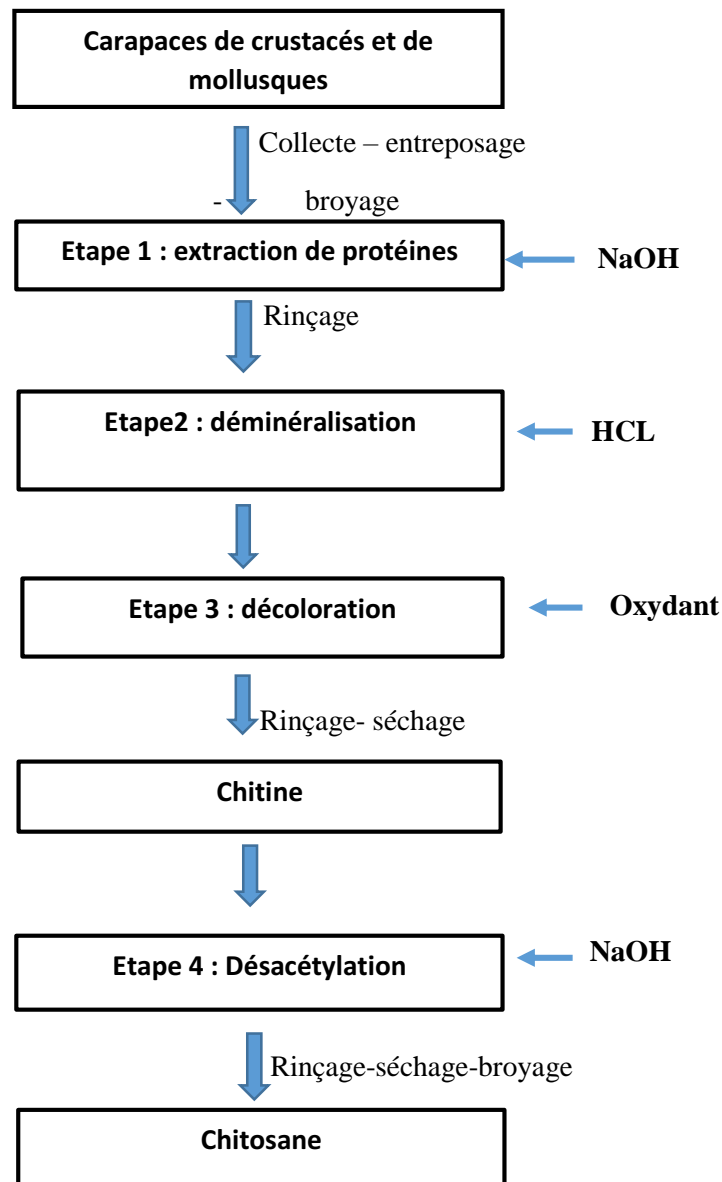 Carapaces de crustacés et de
mollusques
Collecte – entreposage
- broyage
Etape 1 : extraction de protéines
NaOH
Rinçage
Etape2 : déminéralisation
HCL
Etape 3 : décoloration
Oxydant
Rinçage- séchage
Chitine
Etape 4 : Désacétylation
NaOH
Rinçage-séchage-broyage
Chitosane